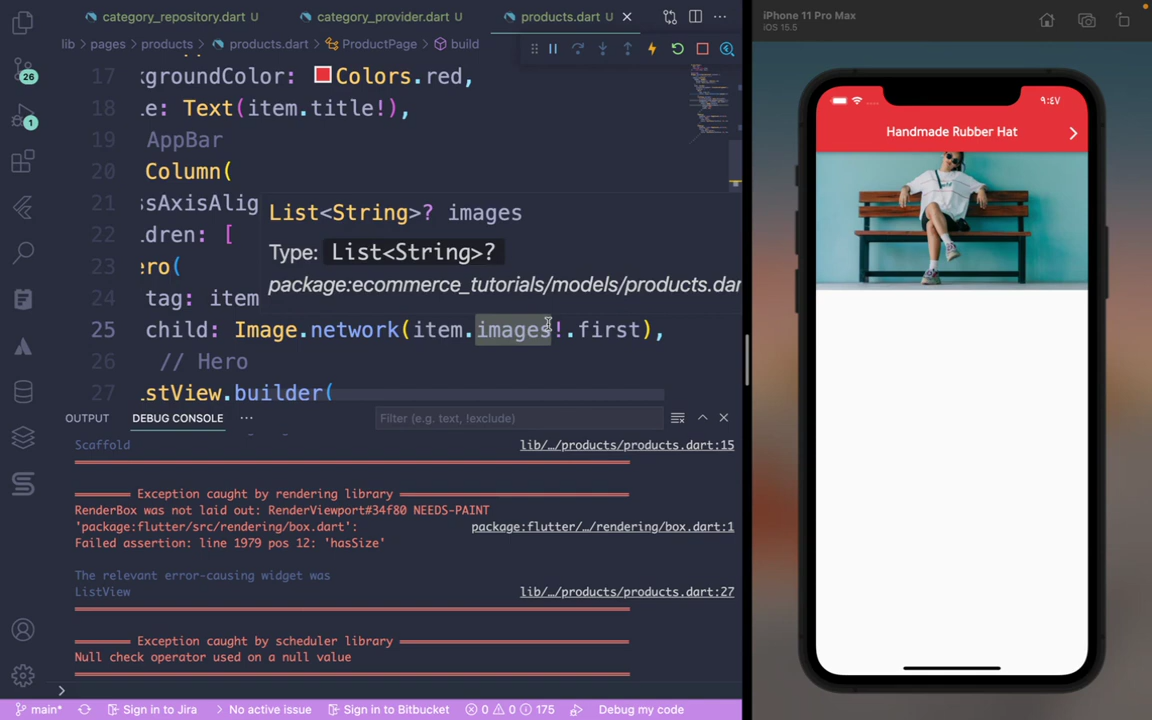 category_repository.dart U
category_provider.dart U
products.dart U
lib > pages > products > products.dart > ProductPage > build
26
1
17 kgroundColor: Colors.red,
18 e: Text(item.title!),
19 AppBar
20 Column(
21 sAxisAlig
22 dren: [
23 ero(
24 tag: item
25 child: Image.network(item.images!.first),
26 // Hero
27 stView.builder(
List<String>? images
Type: List<String>?
package:ecommerce_tutorials/models/products.dar
OUTPUT DEBUG CONSOLE ···
Filter (e.g. text, !exclude)
Scaffold lib/…/products/products.dart:15
Exception caught by rendering library
RenderBox was not laid out: RenderViewport#34f80 NEEDS-PAINT
'package:flutter/src/rendering/box.dart': package:flutter/…/rendering/box.dart:1
Failed assertion: line 1979 pos 12: 'hasSize'
The relevant error-causing widget was
ListView lib/…/products/products.dart:27
Exception caught by scheduler library
Null check operator used on a null value
>
main* Sign in to Jira > No active issue Sign in to Bitbucket 0 0 175 Debug my code
iPhone 11 Pro Max
iOS 15.5
٩:٤٧
Handmade Rubber Hat